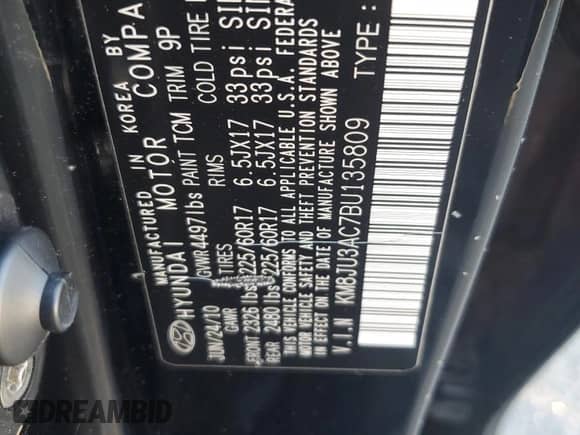 MANUFACTURED IN KOREA BY
HYUNDAI MOTOR COMPA
JUN/24/10 GVWR 4497 lbs PAINT TCM TRIM 9P
GAWR TIRES RIMS COLD TIRE
FRONT 2326 lbs 225/60R17 6.5JX17 33psi
REAR 2480 lbs 225/60R17 6.5JX17 33psi
THIS VEHICLE CONFORMS TO ALL APPLICABLE U.S.A. FEDERA
MOTOR VEHICLE SAFETY AND THEFT PREVENTION STANDARDS
IN EFFECT ON THE DATE OF MANUFACTURE SHOWN ABOVE
V.I.N KM8JU3AC7BU135809 TYPE :
DREAMBID